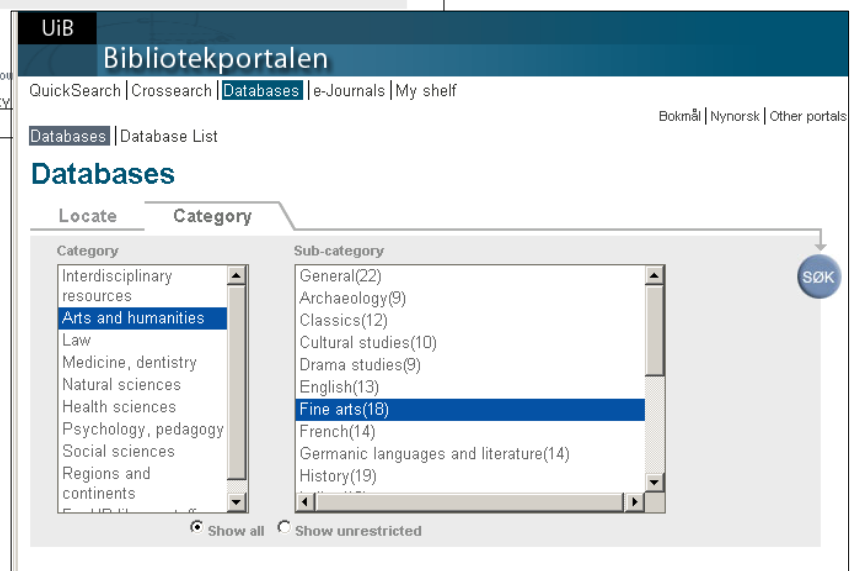 UiB
Bibliotekportalen
QuickSearch | Crossearch | Databases | e-Journals | My shelf
Bokmål | Nynorsk | Other portals
Databases | Database List
Databases
Locate
Category
Category
Interdisciplinary
resources
Arts and humanities
Law
Medicine, dentistry
Natural sciences
Health sciences
Psychology, pedagogy
Social sciences
Regions and
continents
Sub-category
General(22)
Archaeology(9)
Classics(12)
Cultural studies(10)
Drama studies(9)
English(13)
Fine arts(18)
French(14)
Germanic languages and literature(14)
History(19)
SØK
Show all
Show unrestricted